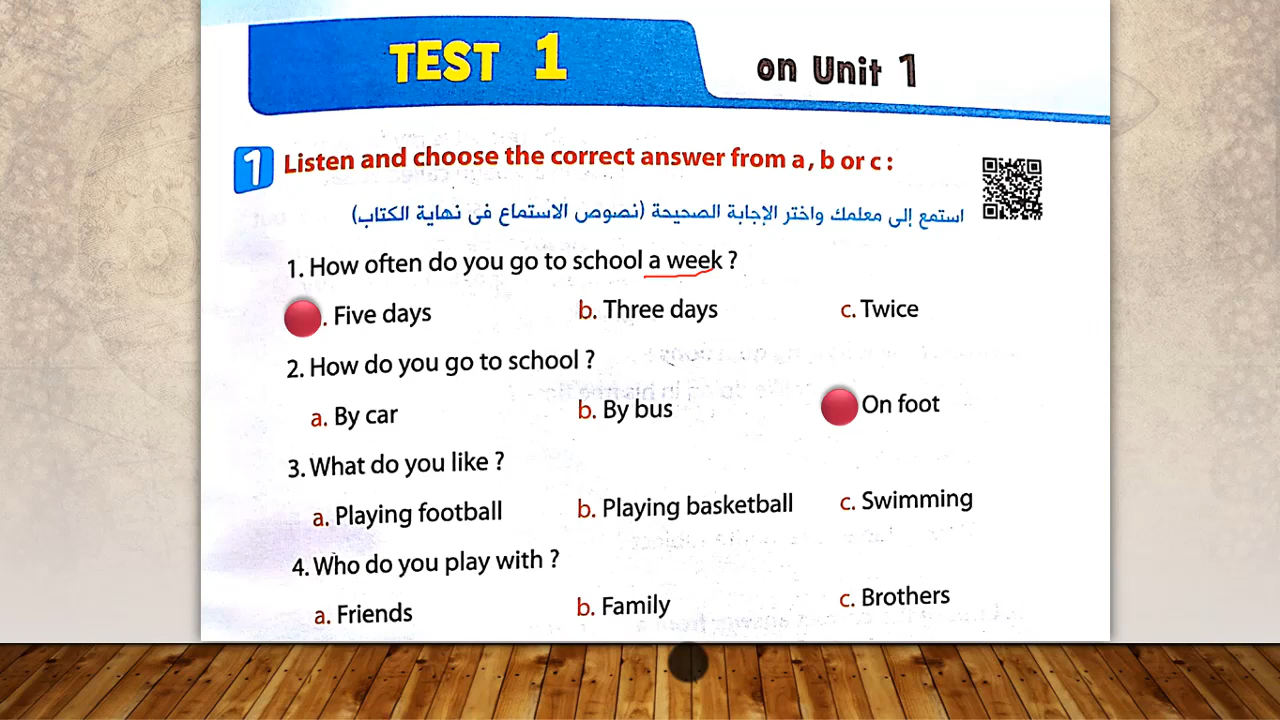 TEST 1 on Unit 1
1 Listen and choose the correct answer from a, b or c :
استمع إلى معلمك واختر الإجابة الصحيحة (نصوص الاستماع فى نهاية الكتاب)
1. How often do you go to school a week ?
. Five days b. Three days c. Twice
2. How do you go to school ?
a. By car b. By bus On foot
3. What do you like ?
a. Playing football b. Playing basketball c. Swimming
4. Who do you play with ?
a. Friends b. Family c. Brothers